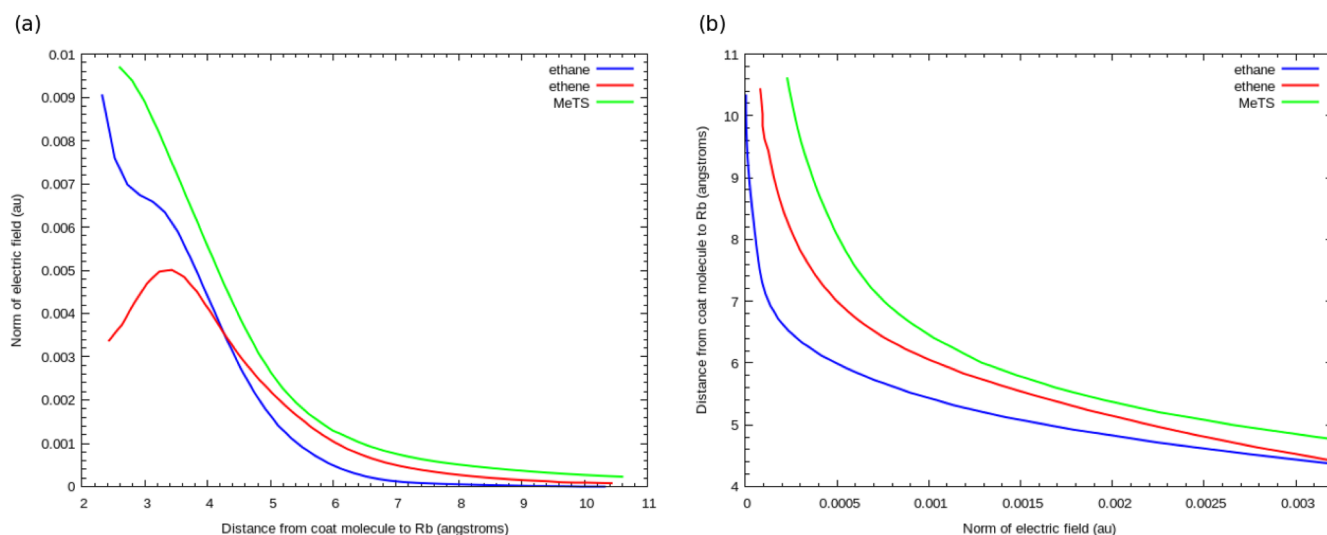 (a)
0.01
0.009
0.008
0.007
0.006
0.005
0.004
0.003
0.002
0.001
0
Norm of electric field (au)
ethane
ethene
MeTS
2 3 4 5 6 7 8 9 10 11
Distance from coat molecule to Rb (angstroms)
(b)
11
10
9
8
7
6
5
4
Distance from coat molecule to Rb (angstroms)
ethane
ethene
MeTS
0 0.0005 0.001 0.0015 0.002 0.0025 0.003
Norm of electric field (au)